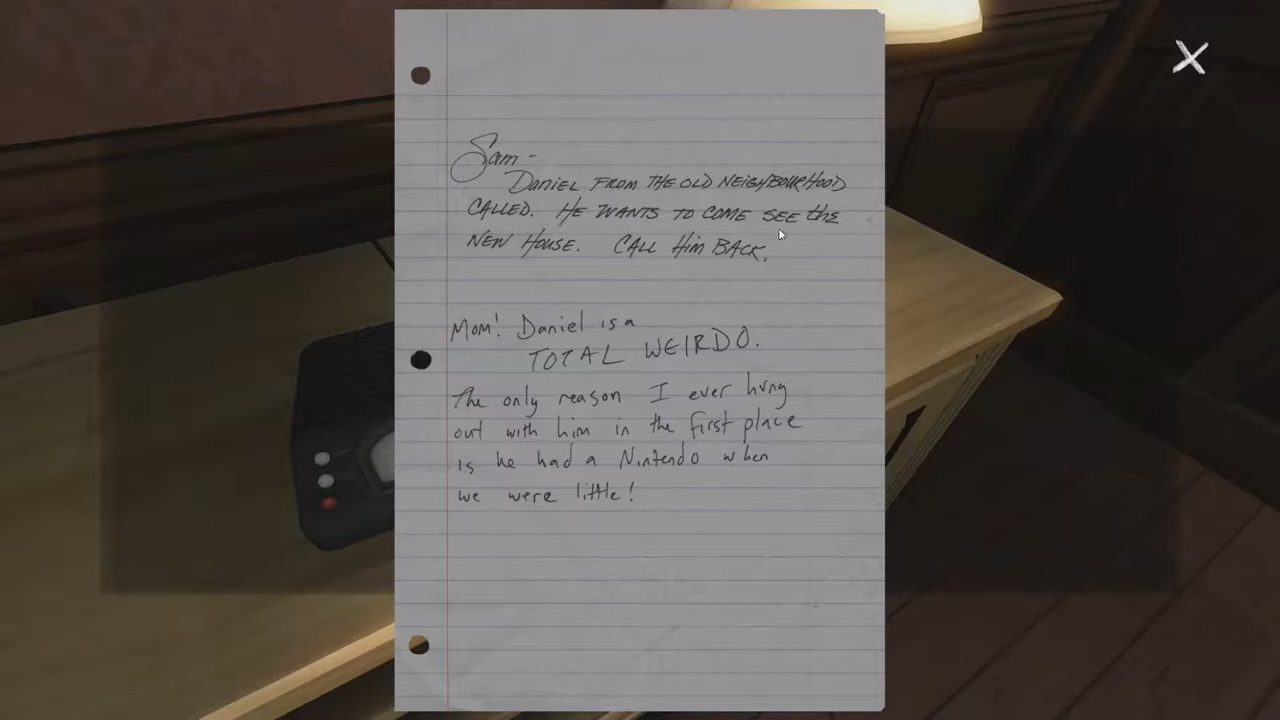 Sam -
DANIEL FROM THE OLD NEIGHBOURHOOD
CALLED. HE WANTS TO COME SEE the
NEW HOUSE. CALL HIM BACK.
Mom! Daniel is a
TOTAL WEIRDO.
The only reason I ever hung
out with him in the first place
is he had a Nintendo when
we were little!